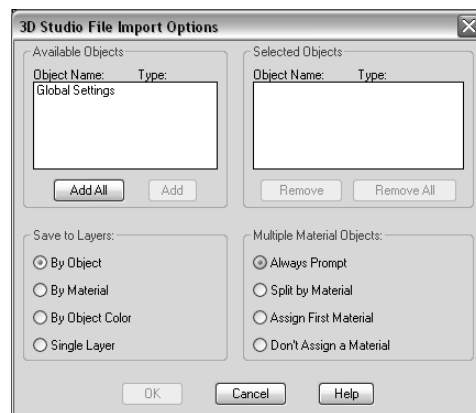 3D Studio File Import Options
Available Objects
Object Name: Type:
Global Settings
Add All Add
Selected Objects
Object Name: Type:
Remove Remove All
Save to Layers:
By Object
By Material
By Object Color
Single Layer
Multiple Material Objects:
Always Prompt
Split by Material
Assign First Material
Don't Assign a Material
OK Cancel Help